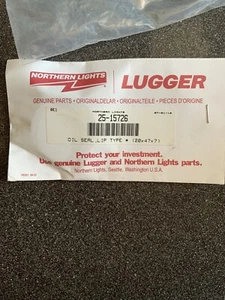 NORTHERN LIGHTS
LUGGER
GENUINE PARTS • ORIGINALDELAR • ORIGINALTEILE • PIECES D'ORIGINE
25-15726
OIL SEAL,LIP TYPE * (20x47x7)
Protect your investment.
Use genuine Lugger and Northern Lights parts.
Northern Lights, Seattle, Washington U.S.A.